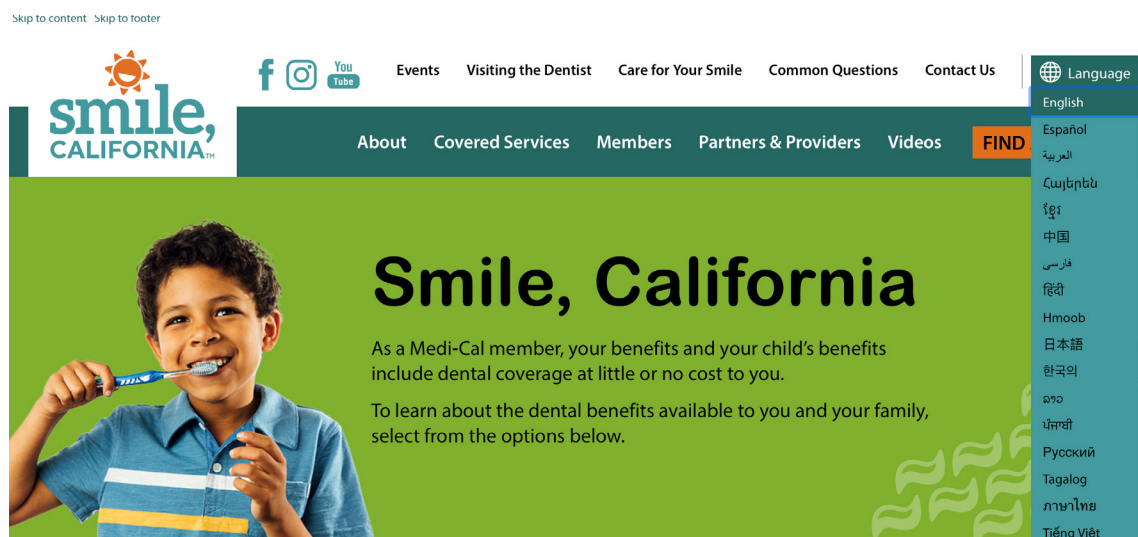 Skip to content Skip to footer
smile,
CALIFORNIA™
You
Tube
Events Visiting the Dentist Care for Your Smile Common Questions Contact Us
About Covered Services Members Partners & Providers Videos FIND
Smile, California
As a Medi-Cal member, your benefits and your child's benefits
include dental coverage at little or no cost to you.
To learn about the dental benefits available to you and your family,
select from the options below.
Language
English
Español
العربية
Հայերեն
ខ្មែរ
中国
فارسی
हिंदी
Hmoob
日本語
한국의
ລາວ
ਪੰਜਾਬੀ
Русский
Tagalog
ภาษาไทย
Tiếng Việt